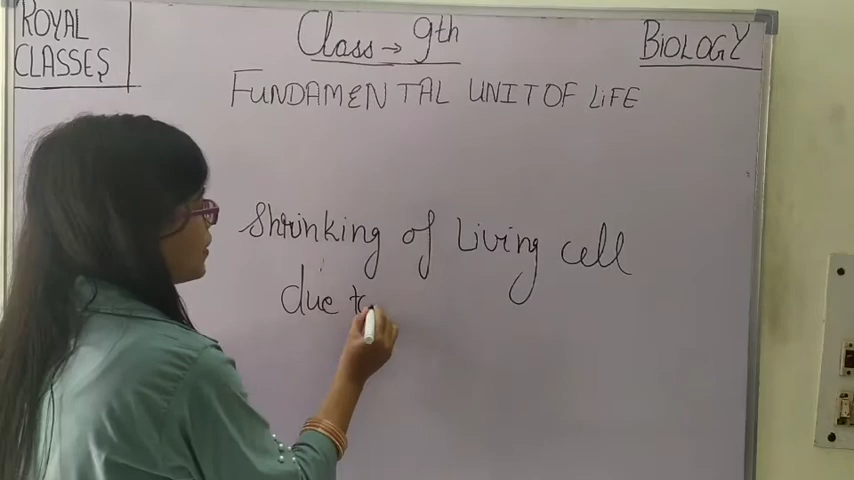 ROYAL
CLASSES
Class → 9th
BiOLOGY
FUNDAMENTAL UNIT OF LiFE
Shrinking of Living cell
due to